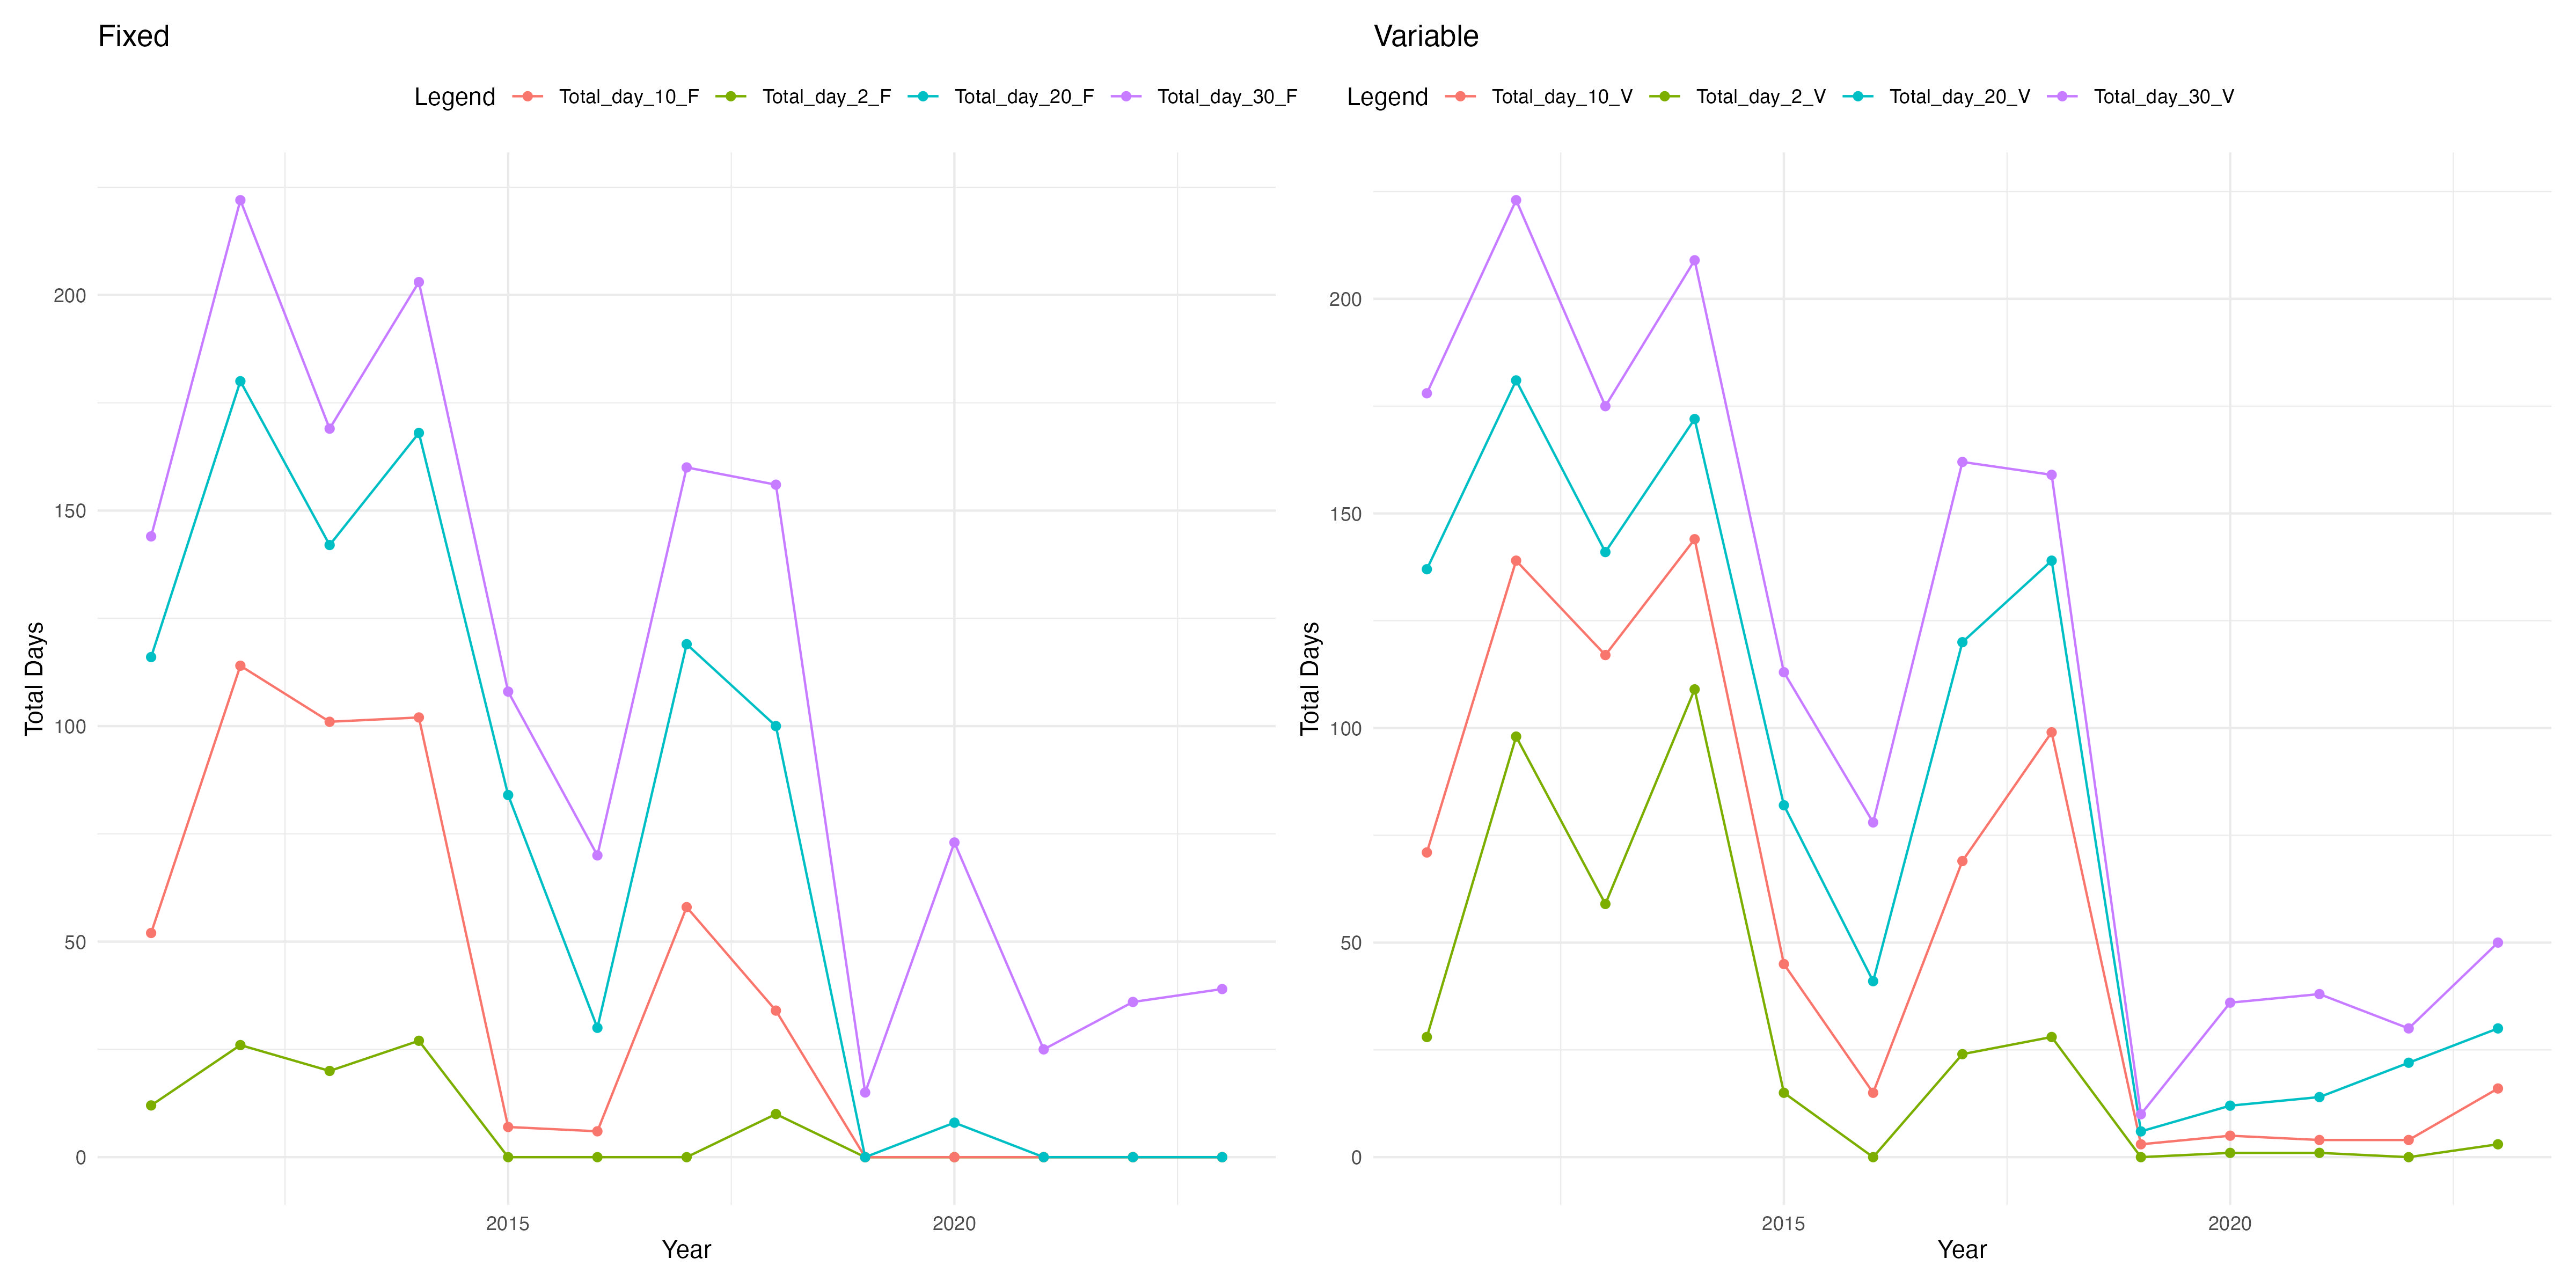 Fixed
Legend Total_day_10_F Total_day_2_F Total_day_20_F Total_day_30_F
Total Days
200
150
100
50
0
2015 2020
Year
Variable
Legend Total_day_10_V Total_day_2_V Total_day_20_V Total_day_30_V
Total Days
200
150
100
50
0
2015 2020
Year